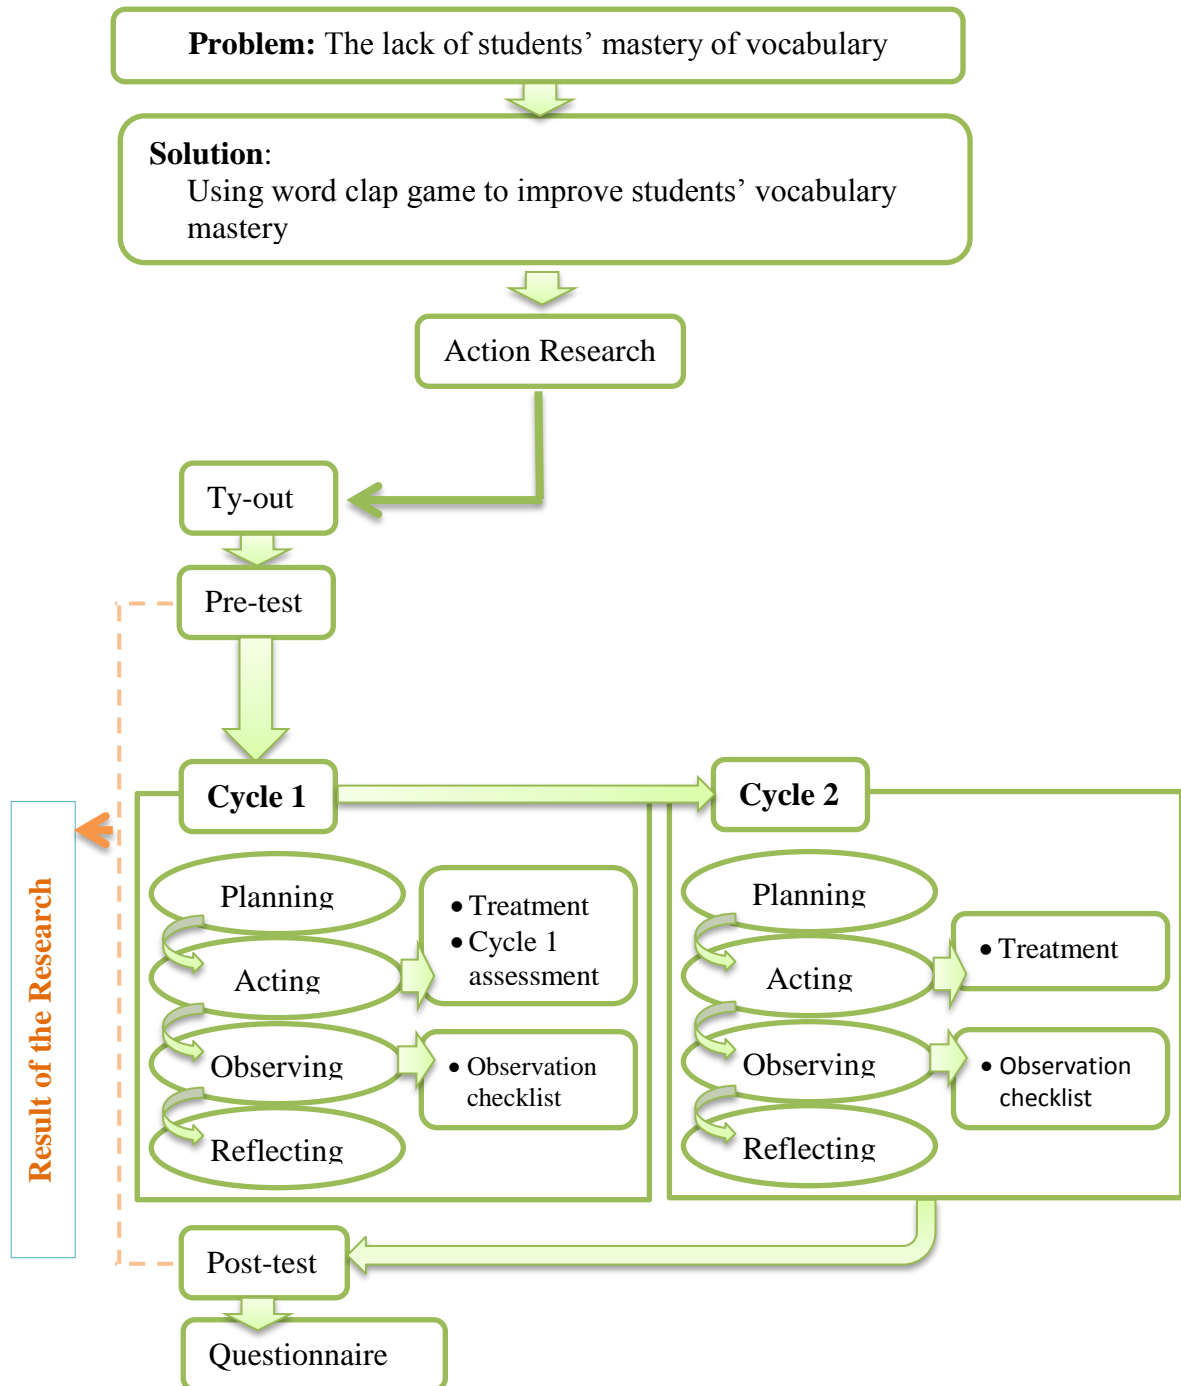 Problem: The lack of students’ mastery of vocabulary
Solution:
Using word clap game to improve students’ vocabulary
mastery
Action Research
Ty-out
Pre-test
Result of the Research
Cycle 1
Planning
Acting
Observing
Reflecting
• Treatment
• Cycle 1
assessment
• Observation
checklist
Cycle 2
Planning
Acting
Observing
Reflecting
• Treatment
• Observation
checklist
Post-test
Questionnaire